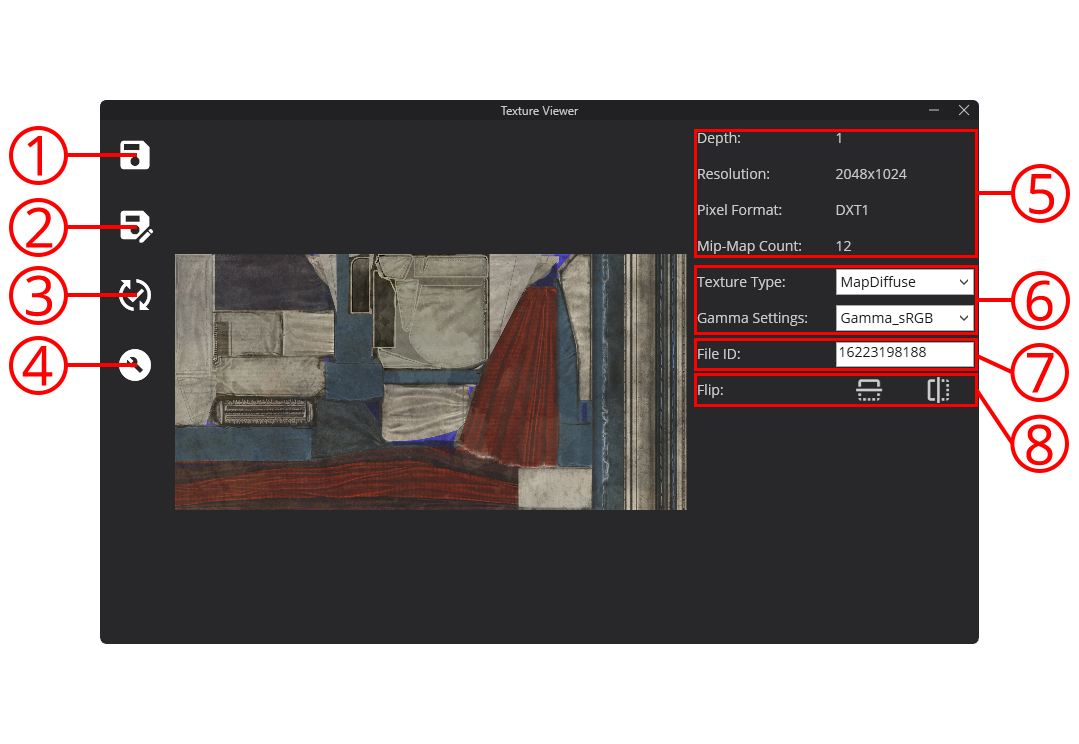 Texture Viewer
1
2
3
4
Depth: 1
Resolution: 2048x1024
Pixel Format: DXT1
Mip-Map Count: 12
Texture Type: MapDiffuse
Gamma Settings: Gamma_sRGB
File ID: 16223198188
Flip:
5
6
7
8